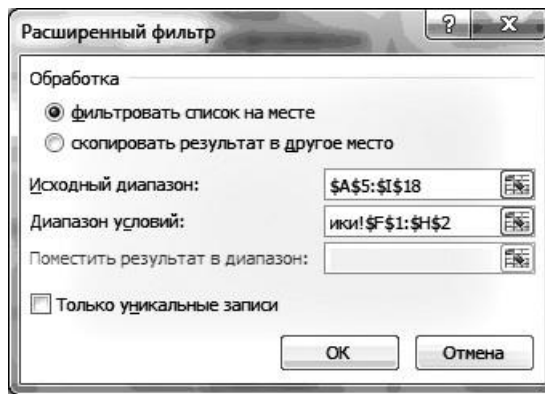 Расширенный фильтр
? X
Обработка
фильтровать список на месте
скопировать результат в другое место
Исходный диапазон: $A$5:$I$18
Диапазон условий: ики!$F$1:$H$2
Поместить результат в диапазон:
Только уникальные записи
ОК Отмена